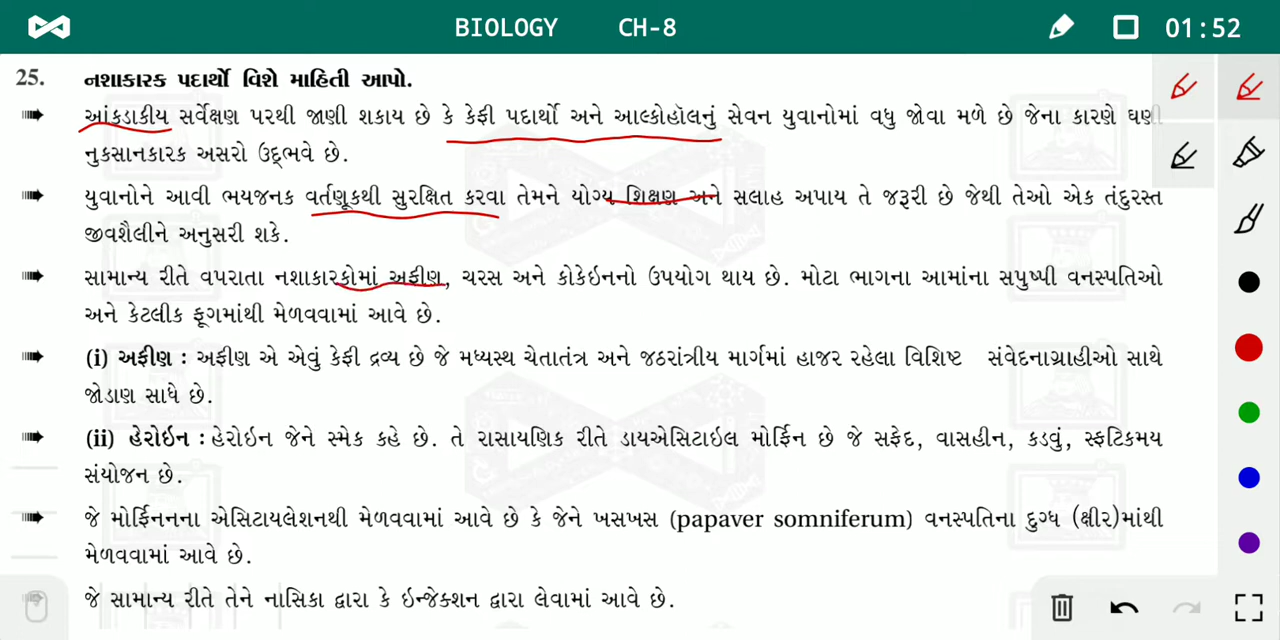 BIOLOGY CH-8 01:52
25. નશાકારક પદાર્થો વિશે માહિતી આપો.
આંકડાકીય સર્વેક્ષણ પરથી જાણી શકાય છે કે કેફી પદાર્થો અને આલ્કોહૉલનું સેવન યુવાનોમાં વધુ જોવા મળે છે જેના કારણે ઘણી
નુકસાનકારક અસરો ઉદ્ભવે છે.
યુવાનોને આવી ભયજનક વર્તણૂકથી સુરક્ષિત કરવા તેમને યોગ્ય શિક્ષણ અને સલાહ અપાય તે જરૂરી છે જેથી તેઓ એક તંદુરસ્ત
જીવશૈલીને અનુસરી શકે.
સામાન્ય રીતે વપરાતા નશાકારકોમાં અફીણ, ચરસ અને કોકેઇનનો ઉપયોગ થાય છે. મોટા ભાગના આમાંના સપુષ્પી વનસ્પતિઓ
અને કેટલીક ફૂગમાંથી મેળવવામાં આવે છે.
(i) અફીણ : અફીણ એ એવું કેફી દ્રવ્ય છે જે મધ્યસ્થ ચેતાતંત્ર અને જઠરાંત્રીય માર્ગમાં હાજર રહેલા વિશિષ્ટ સંવેદનાગ્રાહીઓ સાથે
જોડાણ સાધે છે.
(ii) હેરોઇન : હેરોઇન જેને સ્મેક કહે છે. તે રાસાયણિક રીતે ડાયએસિટાઇલ મોર્ફિન છે જે સફેદ, વાસહીન, કડવું, સ્ફટિકમય
સંયોજન છે.
જે મોર્ફિનનના એસિટાયલેશનથી મેળવવામાં આવે છે કે જેને ખસખસ (papaver somniferum) વનસ્પતિના દુગ્ધ (ક્ષીર)માંથી
મેળવવામાં આવે છે.
જે સામાન્ય રીતે તેને નાસિકા દ્વારા કે ઇન્જેક્શન દ્વારા લેવામાં આવે છે.